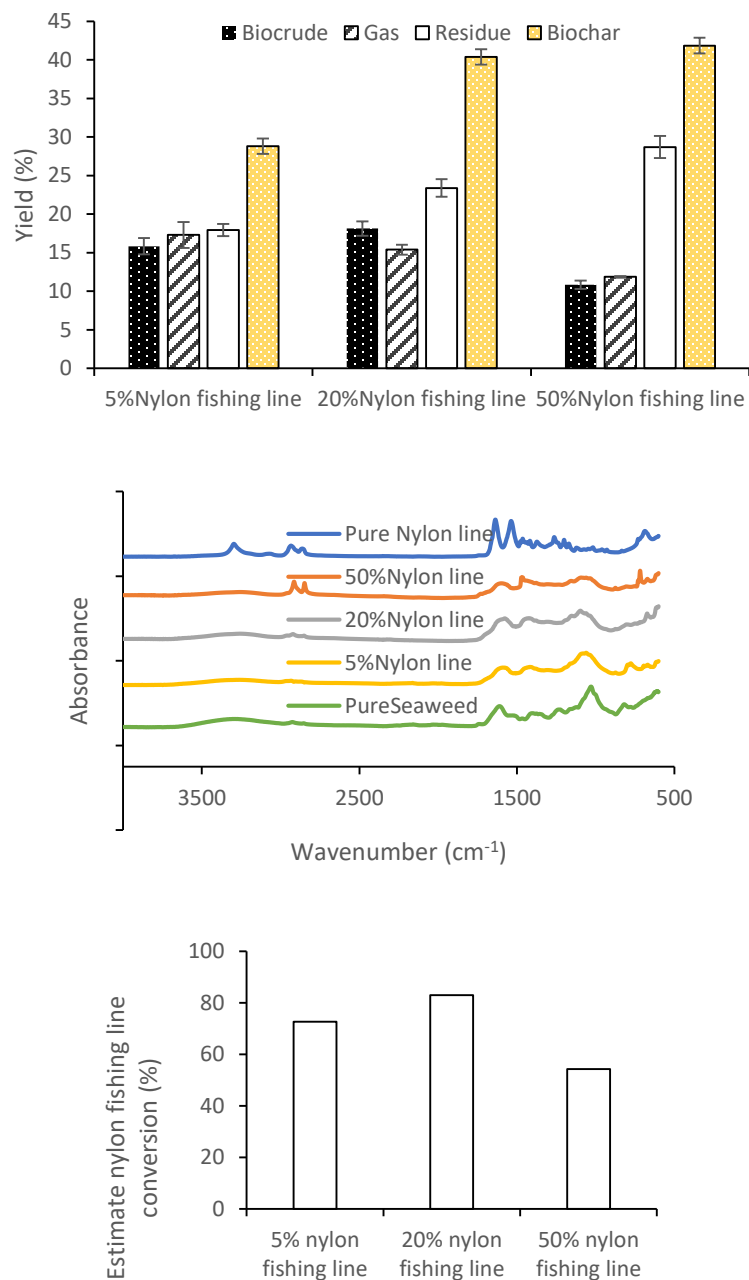 45
40
35
30
25
20
15
10
5
0
Yield (%)
Biocrude Gas Residue Biochar
5%Nylon fishing line 20%Nylon fishing line 50%Nylon fishing line
Absorbance
Pure Nylon line
50%Nylon line
20%Nylon line
5%Nylon line
PureSeaweed
3500 2500 1500 500
Wavenumber (cm⁻¹)
Estimate nylon fishing line
conversion (%)
100
80
60
40
20
0
5% nylon 20% nylon 50% nylon
fishing line fishing line fishing line